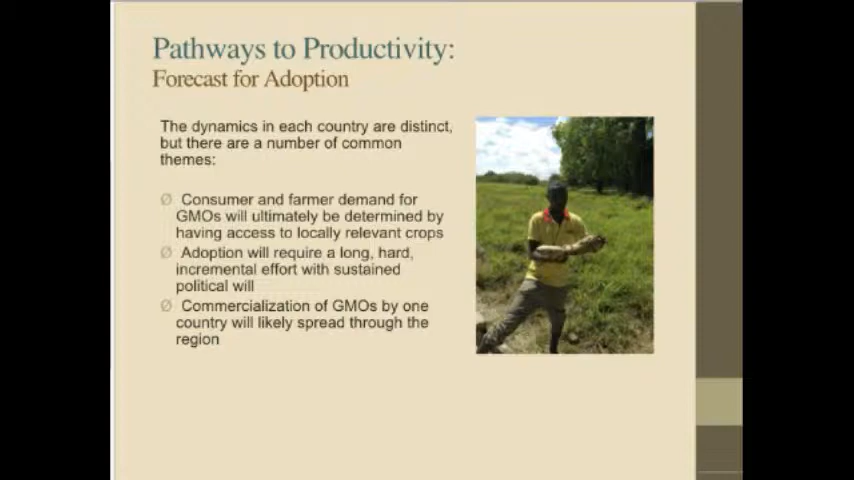 Pathways to Productivity:
Forecast for Adoption
The dynamics in each country are distinct,
but there are a number of common
themes:
Ø Consumer and farmer demand for
GMOs will ultimately be determined by
having access to locally relevant crops
Ø Adoption will require a long, hard,
incremental effort with sustained
political will
Ø Commercialization of GMOs by one
country will likely spread through the
region